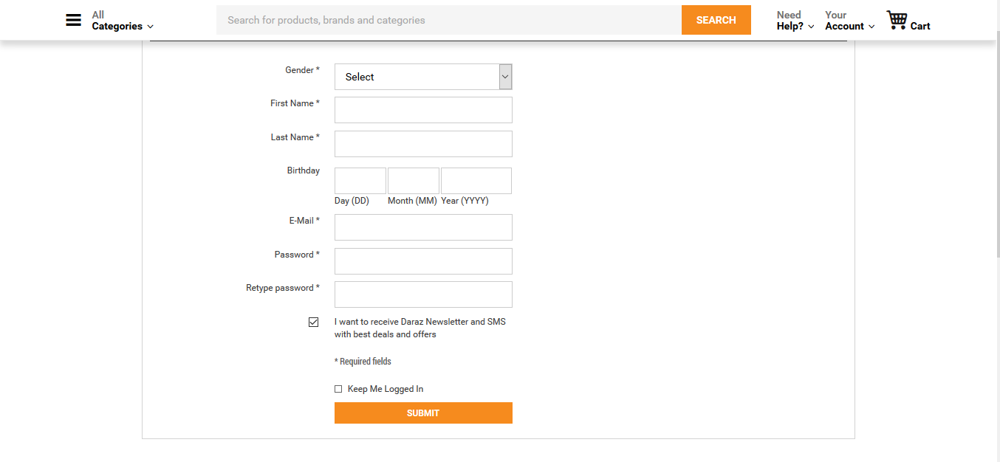 All
Categories
Search for products, brands and categories
SEARCH
Need
Help?
Your
Account
Cart
Gender *
Select
First Name *
Last Name *
Birthday
Day (DD) Month (MM) Year (YYYY)
E-Mail *
Password *
Retype password *
I want to receive Daraz Newsletter and SMS
with best deals and offers
* Required fields
Keep Me Logged In
SUBMIT